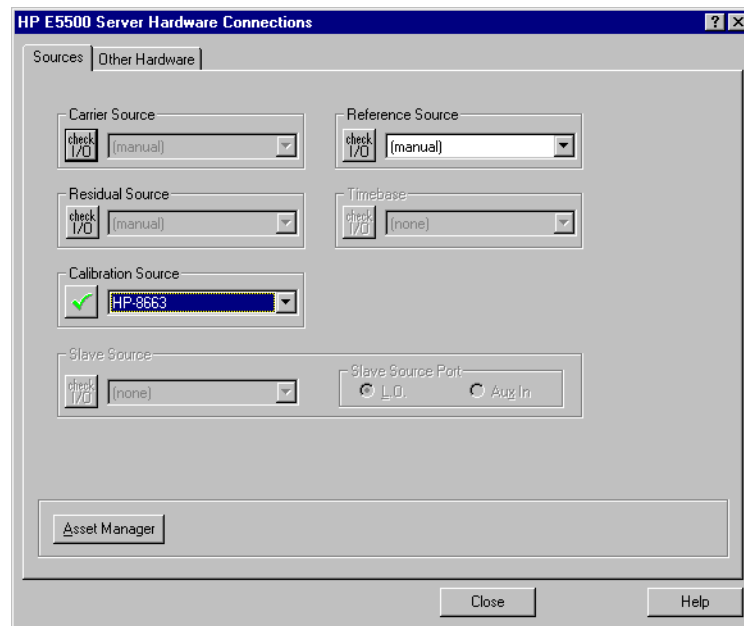 HP E5500 Server Hardware Connections
Sources Other Hardware
Carrier Source Reference Source
check I/O (manual) check I/O (manual)
Residual Source Timebase
check I/O (manual) check I/O (none)
Calibration Source
HP-8663
Slave Source Slave Source Port
check I/O (none) L.O. Aux In
Asset Manager
Close Help